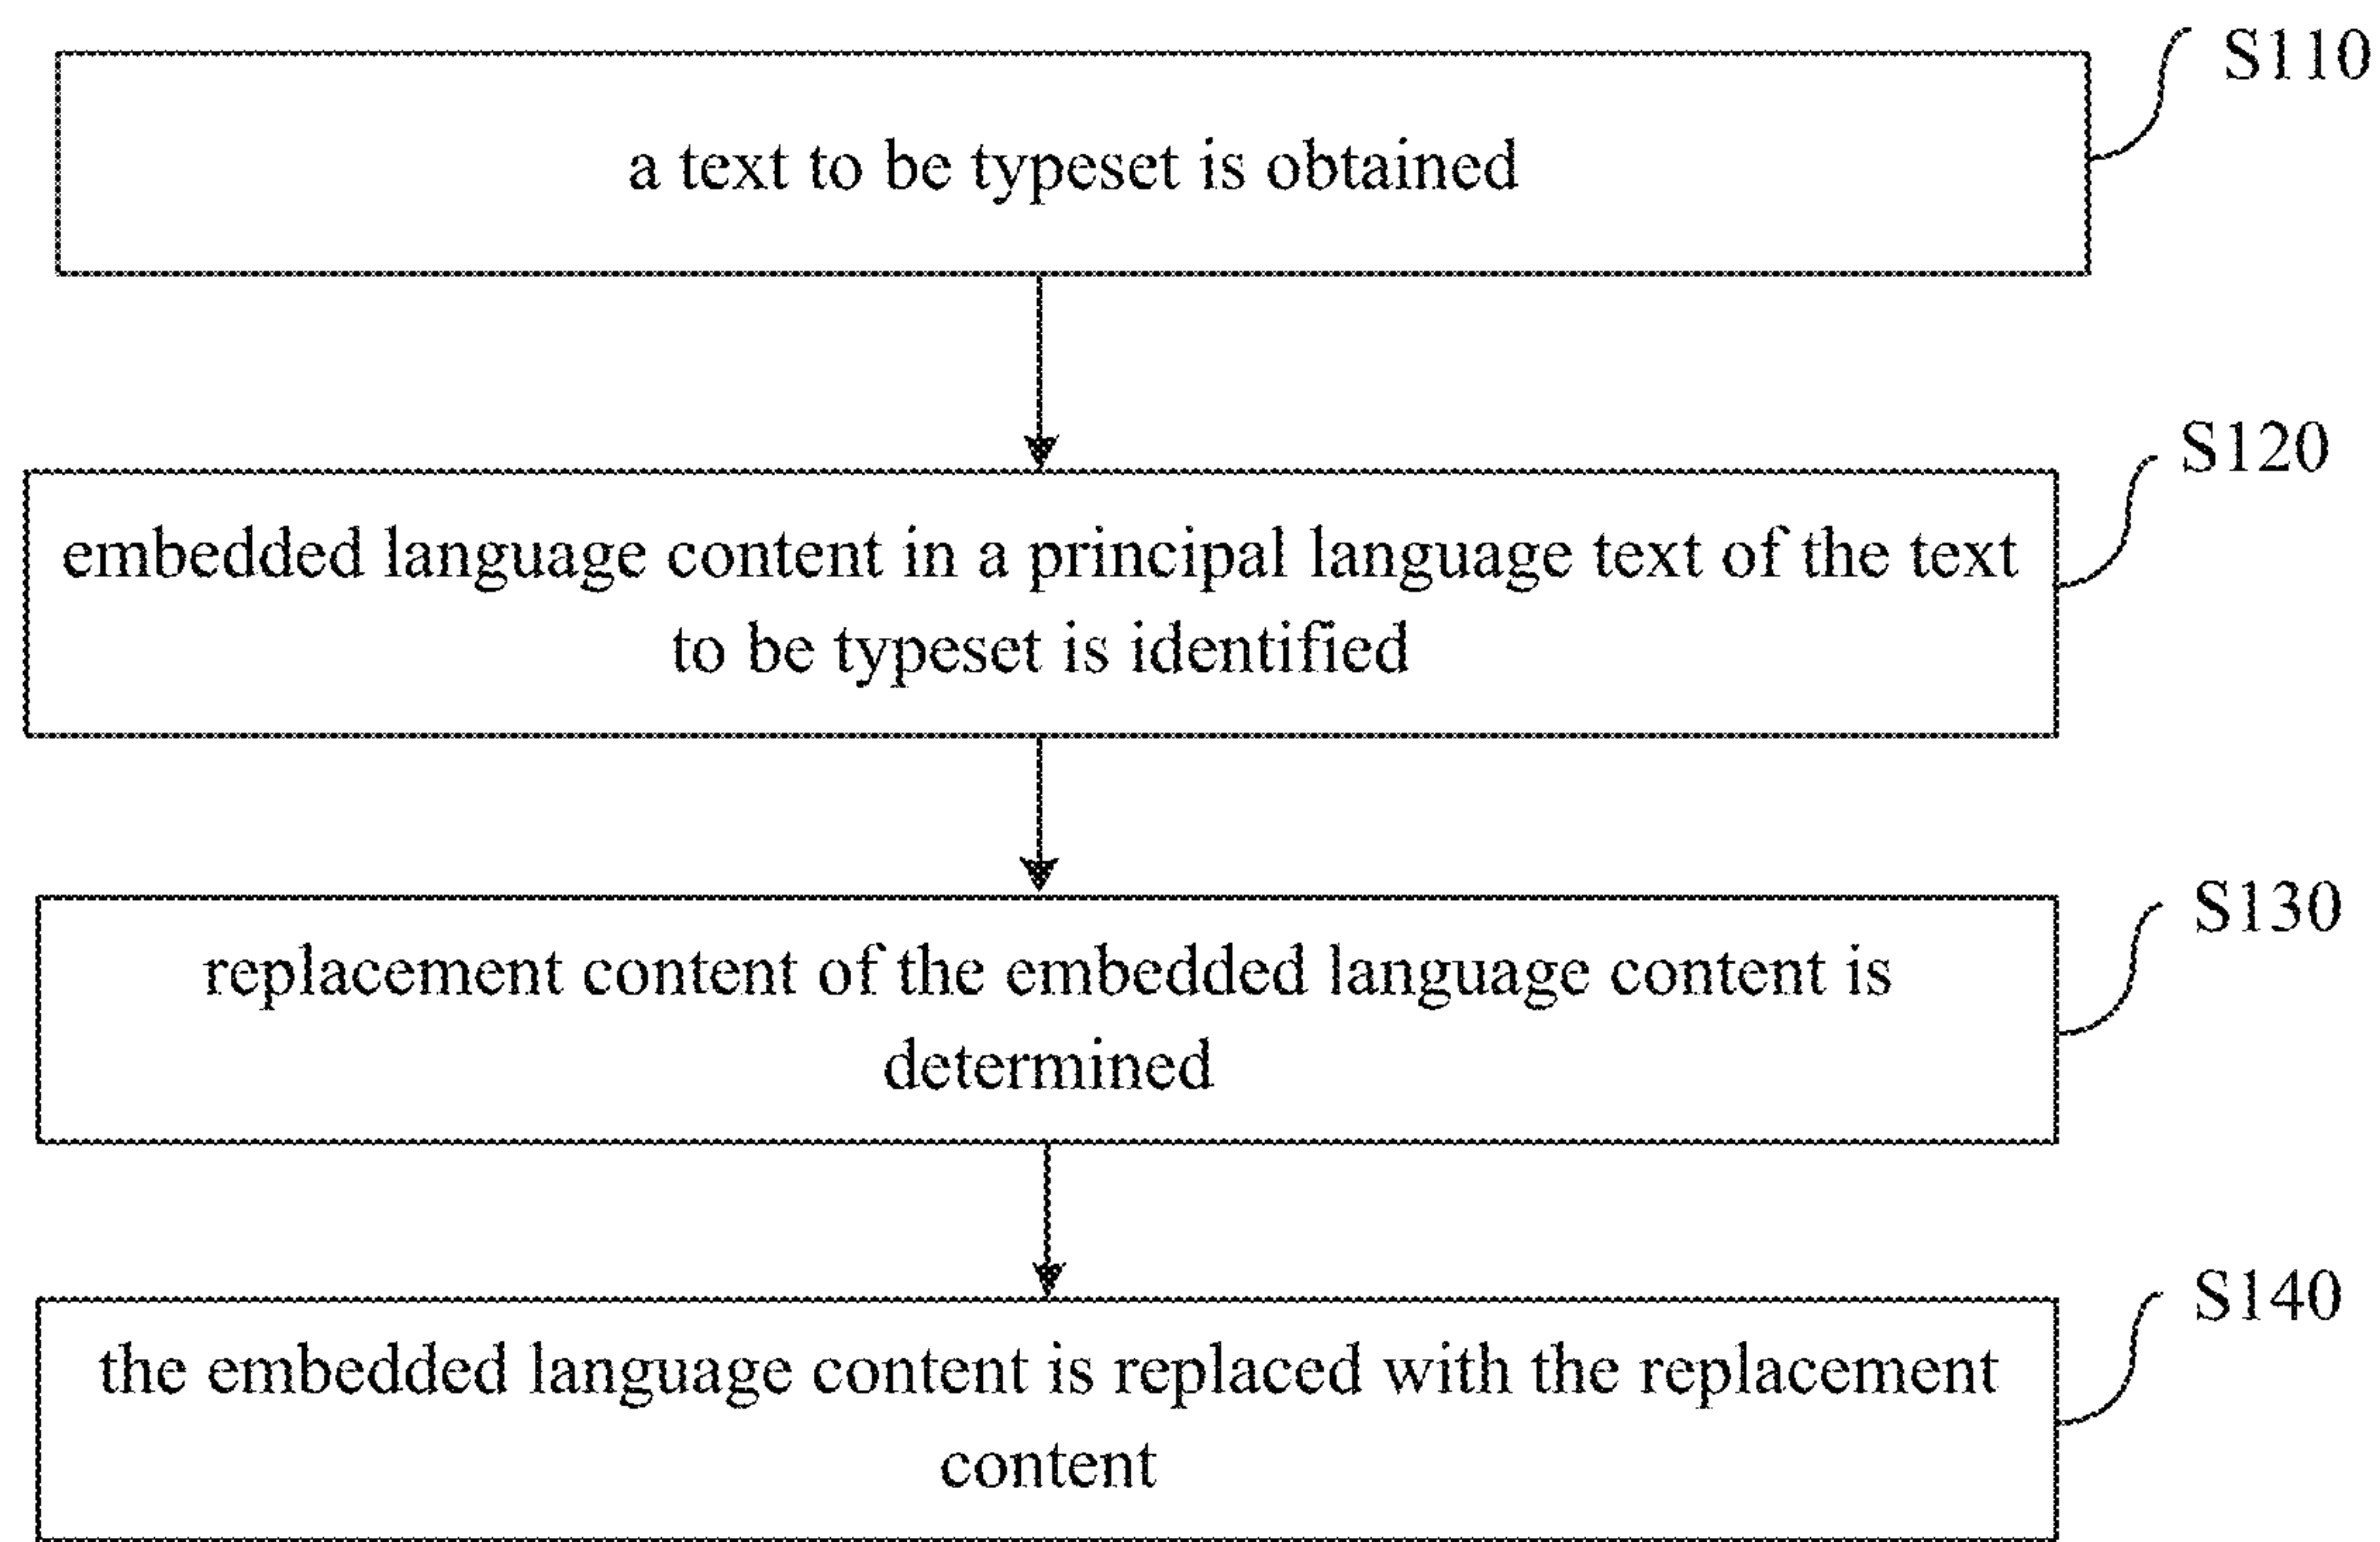 S110
a text to be typeset is obtained
S120
embedded language content in a principal language text of the text
to be typeset is identified
S130
replacement content of the embedded language content is
determined
S140
the embedded language content is replaced with the replacement
content